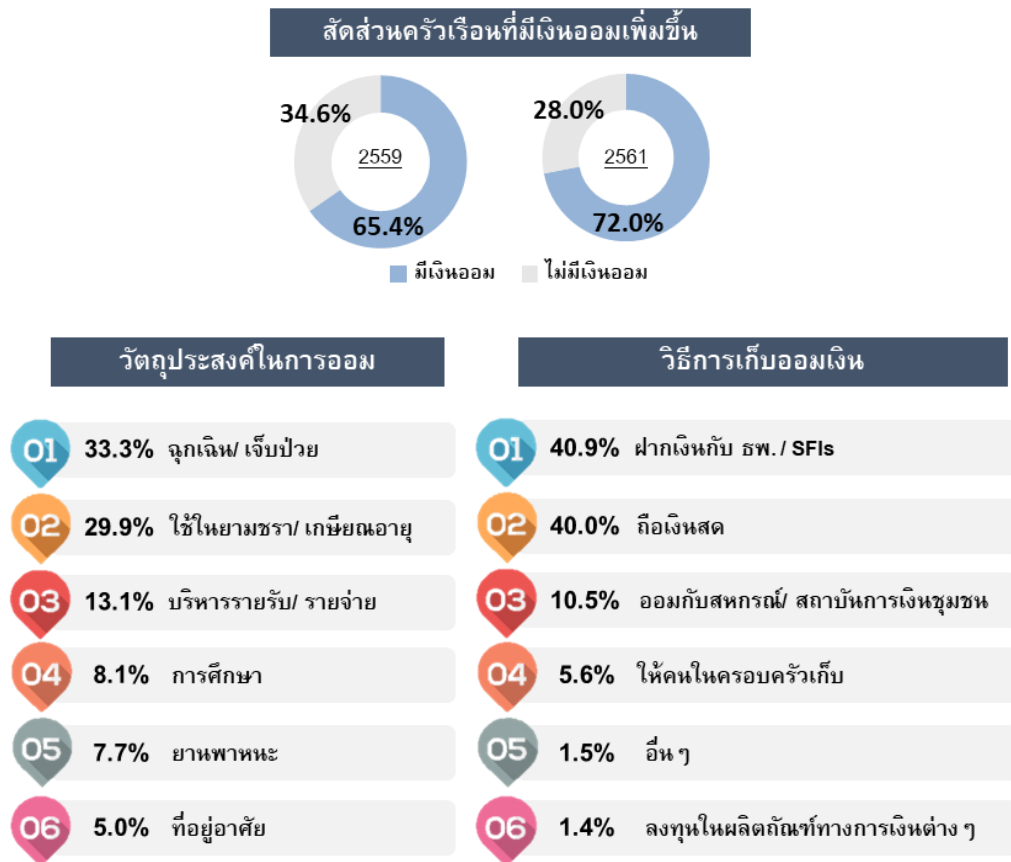 สัดส่วนครัวเรือนที่มีเงินออมเพิ่มขึ้น
34.6%
2559
65.4%
28.0%
2561
72.0%
มีเงินออม
ไม่มีเงินออม
วัตถุประสงค์ในการออม
01 33.3% ฉุกเฉิน/ เจ็บป่วย
02 29.9% ใช้ในยามชรา/ เกษียณอายุ
03 13.1% บริหารรายรับ/ รายจ่าย
04 8.1% การศึกษา
05 7.7% ยานพาหนะ
06 5.0% ที่อยู่อาศัย
วิธีการเก็บออมเงิน
01 40.9% ฝากเงินกับ ธพ. / SFIs
02 40.0% ถือเงินสด
03 10.5% ออมกับสหกรณ์/ สถาบันการเงินชุมชน
04 5.6% ให้คนในครอบครัวเก็บ
05 1.5% อื่น ๆ
06 1.4% ลงทุนในผลิตถัณฑ์ทางการเงินต่าง ๆ